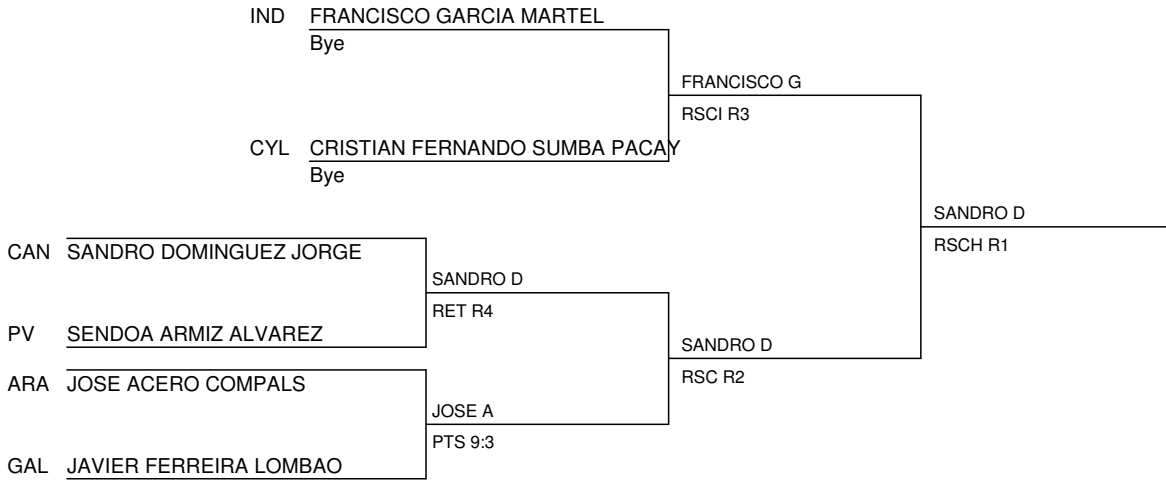 IND FRANCISCO GARCIA MARTEL
Bye
FRANCISCO G
RSCI R3
CYL CRISTIAN FERNANDO SUMBA PACAY
Bye
SANDRO D
RSCH R1
CAN SANDRO DOMINGUEZ JORGE
SANDRO D
RET R4
PV SENDOA ARMIZ ALVAREZ
SANDRO D
RSC R2
ARA JOSE ACERO COMPALS
JOSE A
PTS 9:3
GAL JAVIER FERREIRA LOMBAO